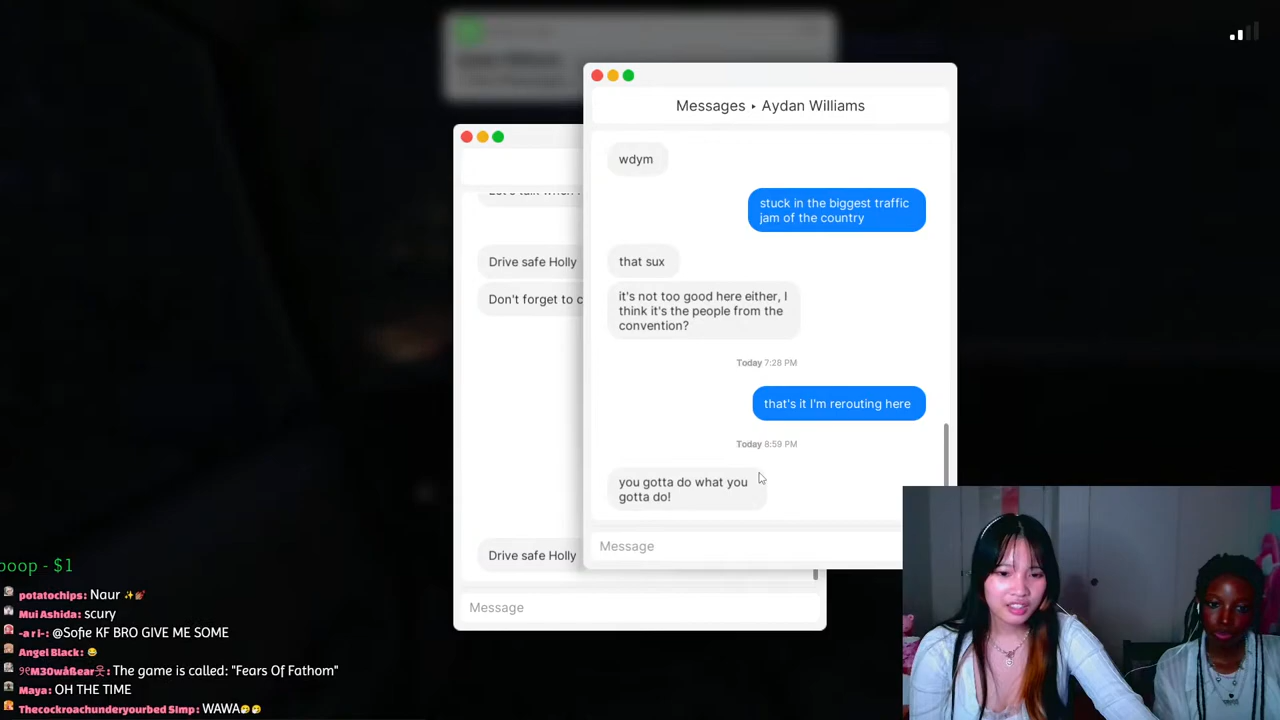 Messages ▸ Aydan Williams
wdym
stuck in the biggest traffic
jam of the country
that sux
it's not too good here either, I
think it's the people from the
convention?
Today 7:28 PM
that's it I'm rerouting here
Today 8:59 PM
you gotta do what you
gotta do!
Message
Drive safe Holly
Don't forget to
Drive safe Holly
Message
poop - $1
potatochips: Naur
Mui Ashida: scury
-a r i-: @Sofie KF BRO GIVE ME SOME
Angel Black: 😂
The game is called: "Fears Of Fathom"
Maya: OH THE TIME
Thecockroachunderyourbed Simp: WAWA